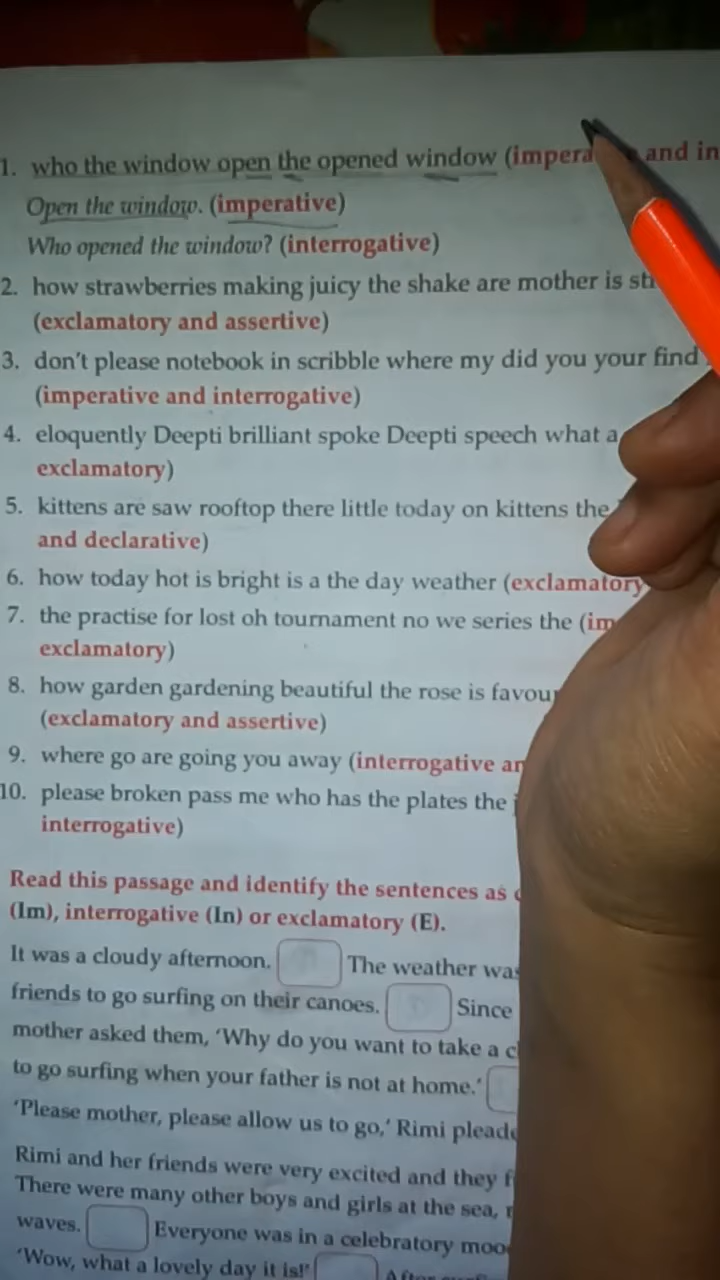 1. who the window open the opened window (impera and in
Open the window. (imperative)
Who opened the window? (interrogative)
2. how strawberries making juicy the shake are mother is
(exclamatory and assertive)
3. don't please notebook in scribble where my did you your find
(imperative and interrogative)
4. eloquently Deepti brilliant spoke Deepti speech what a
exclamatory)
5. kittens are saw rooftop there little today on kittens the
and declarative)
6. how today hot is bright is a the day weather (exclamatory
7. the practise for lost oh tournament no we series the (im
exclamatory)
8. how garden gardening beautiful the rose is favou
(exclamatory and assertive)
9. where go are going you away (interrogative an
10. please broken pass me who has the plates the
interrogative)
Read this passage and identify the sentences as
(Im), interrogative (In) or exclamatory (E).
It was a cloudy afternoon. The weather was
friends to go surfing on their canoes. Since
mother asked them, 'Why do you want to take a
to go surfing when your father is not at home.'
'Please mother, please allow us to go,' Rimi pleade
Rimi and her friends were very excited and they
There were many other boys and girls at the sea,
waves. Everyone was in a celebratory moo
'Wow, what a lovely day it is!'